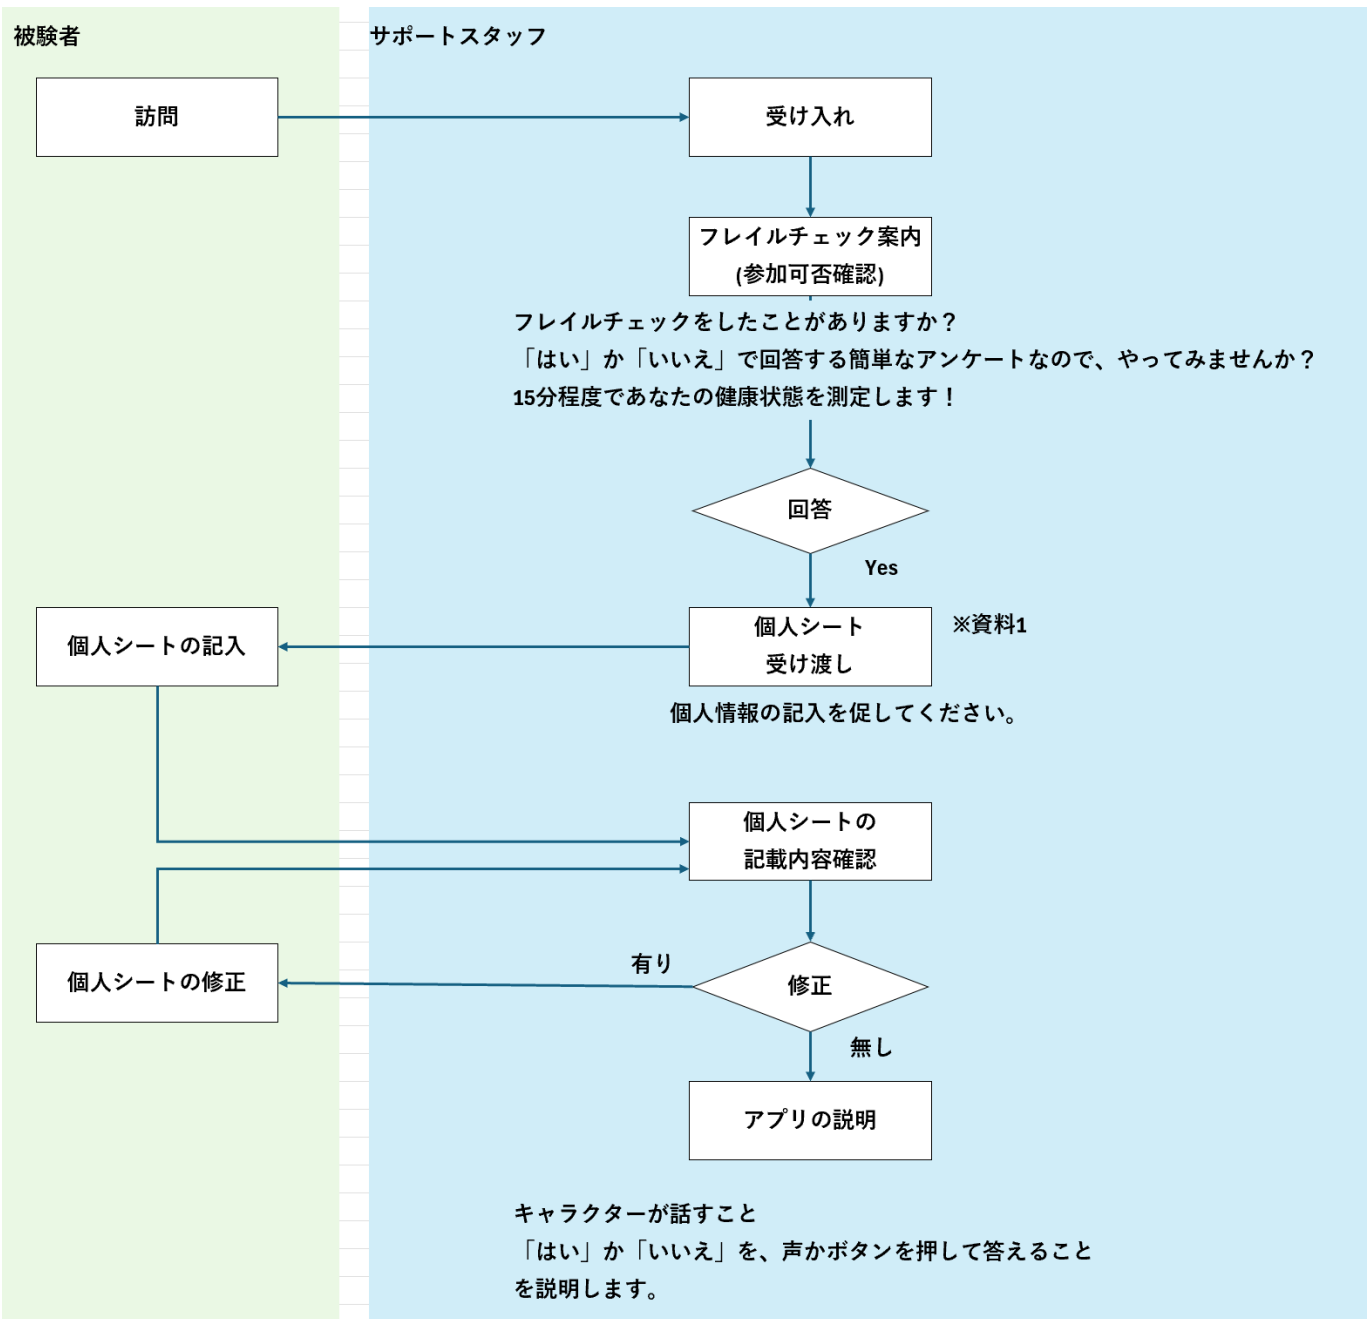 被験者
サポートスタッフ
訪問
受け入れ
フレイルチェック案内
(参加可否確認)
フレイルチェックをしたことがありますか？
「はい」か「いいえ」で回答する簡単なアンケートなので、やってみませんか？
15分程度であなたの健康状態を測定します！
回答
Yes
個人シートの記入
個人シート
受け渡し
※資料1
個人情報の記入を促してください。
個人シートの
記載内容確認
個人シートの修正
有り
修正
無し
アプリの説明
キャラクターが話すこと
「はい」か「いいえ」を、声かボタンを押して答えること
を説明します。